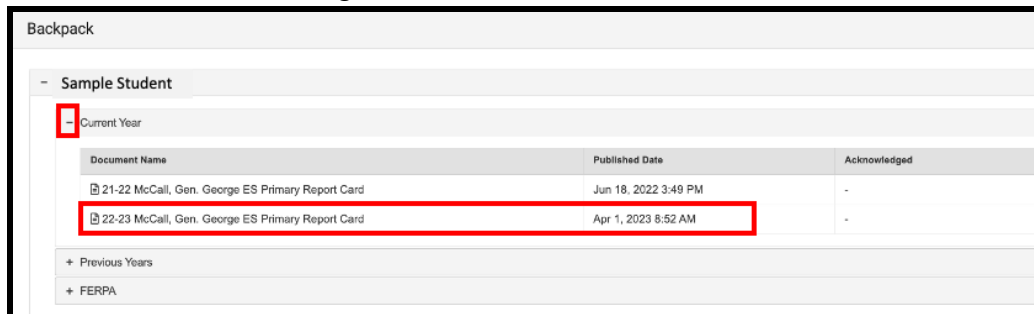 Backpack
- Sample Student
- Current Year
Document Name Published Date Acknowledged
21-22 McCall, Gen. George ES Primary Report Card Jun 18, 2022 3:49 PM -
22-23 McCall, Gen. George ES Primary Report Card Apr 1, 2023 8:52 AM -
+ Previous Years
+ FERPA